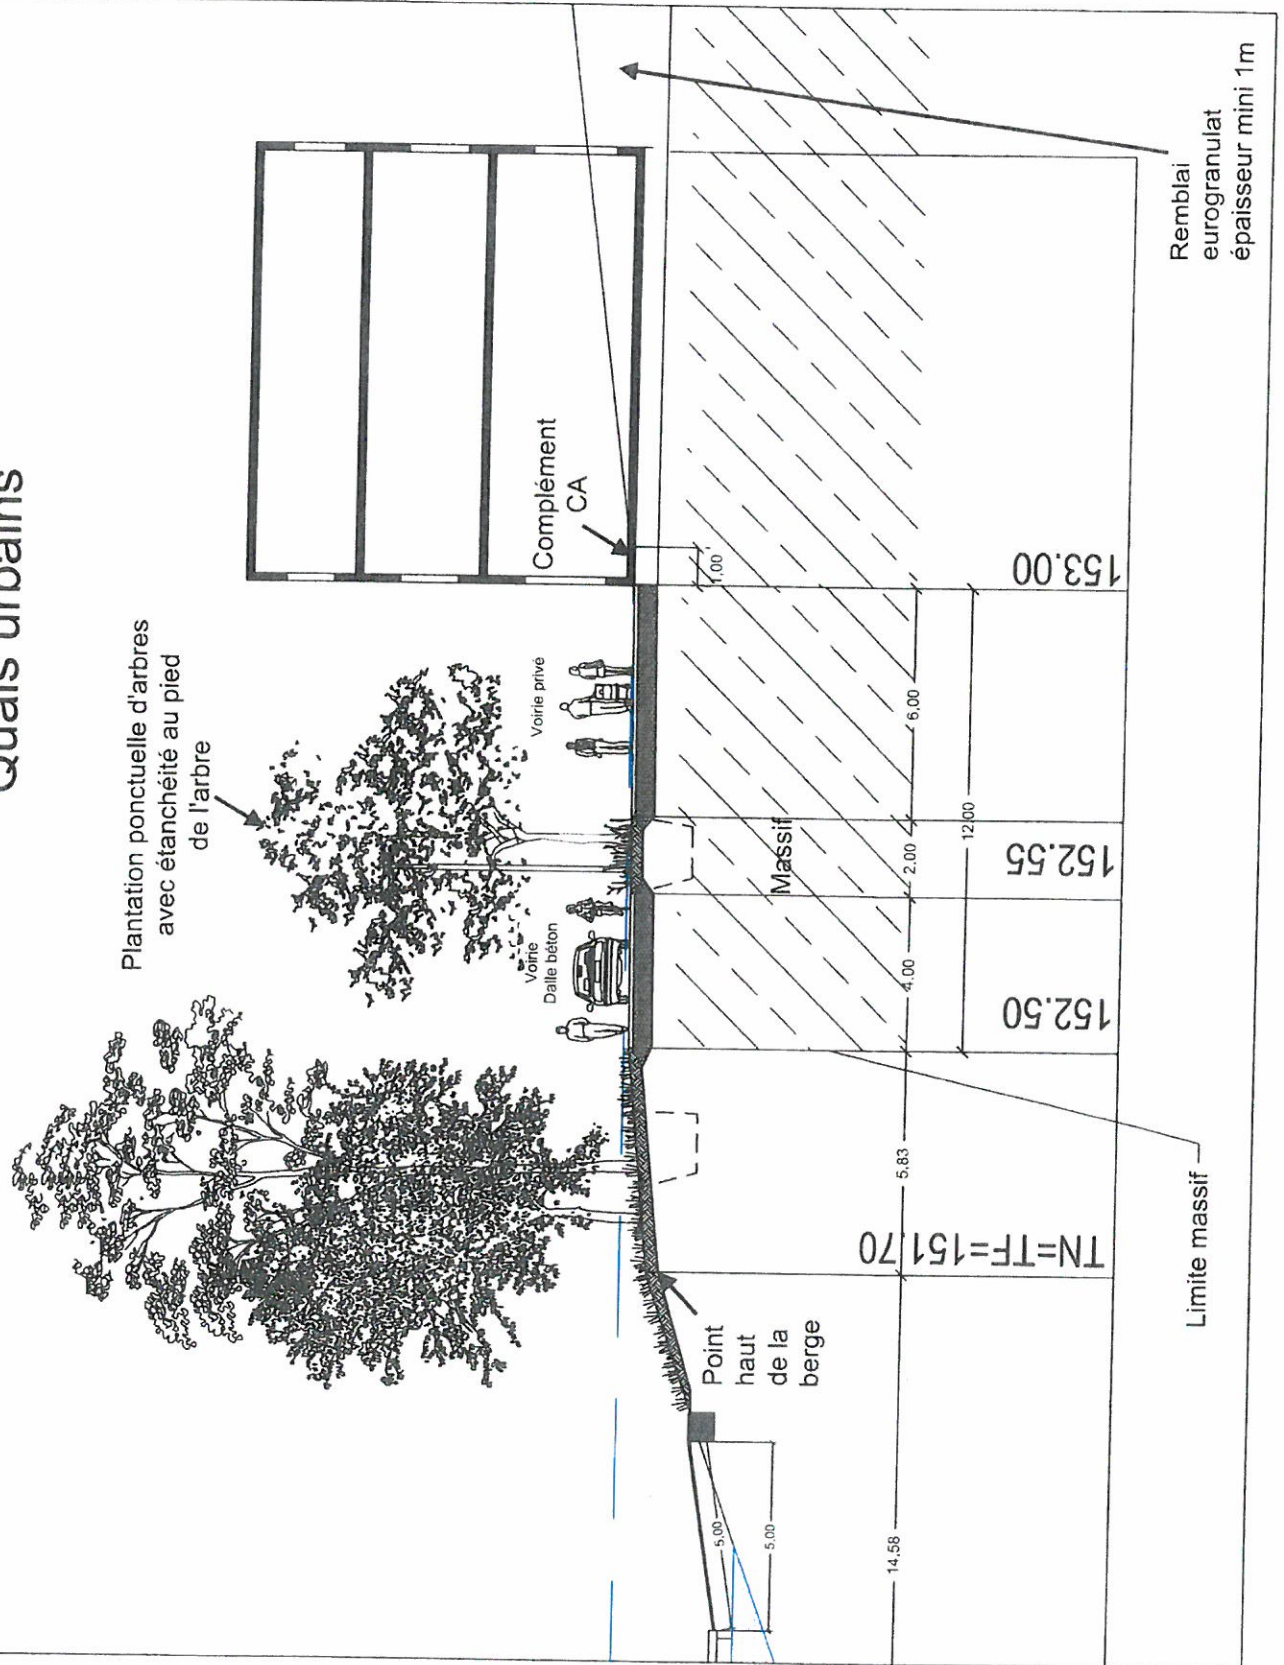 Quais urbains
Plantation ponctuelle d'arbres
avec étanchéité au pied
de l'arbre
Complément
CA
Voirie privé
Voirie
Dalle béton
1.00
Massif
6,00
2.00
4.00
12.00
5.83
14.58
5.00
5.00
TN=TF=151.70
152.50
152.55
153.00
Point
haut
de la
berge
Limite massif
Remblai
eurogranulat
épaisseur mini 1m